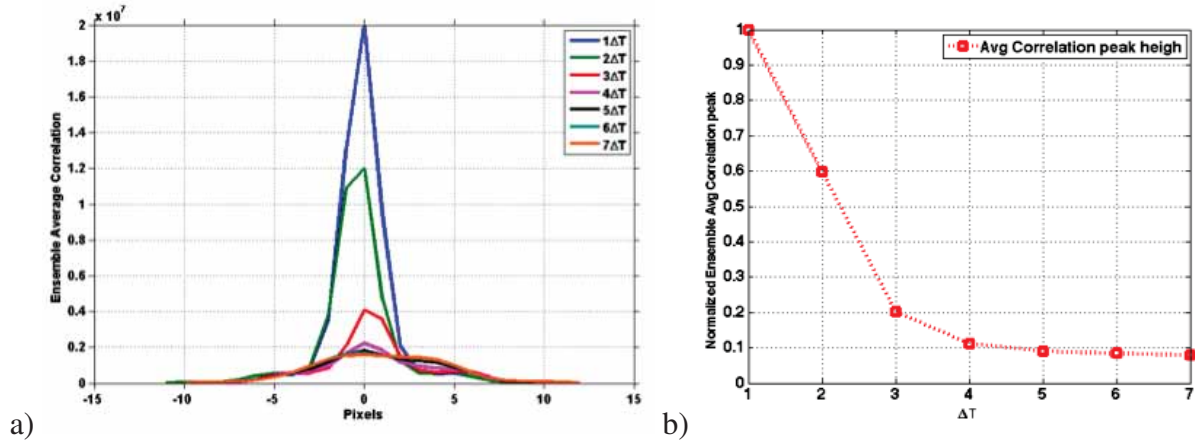 a)
x 10⁷
2
1.8
1.6
1.4
1.2
1
0.8
0.6
0.4
0.2
0
-15
-10
-5
0
5
10
15
Pixels
Ensemble Average Correlation
1ΔT
2ΔT
3ΔT
4ΔT
5ΔT
6ΔT
7ΔT
b)
1
0.9
0.8
0.7
0.6
0.5
0.4
0.3
0.2
0.1
0
1
2
3
4
5
6
7
ΔT
Normalized Ensemble Avg Correlation peak
Avg Correlation peak heigh